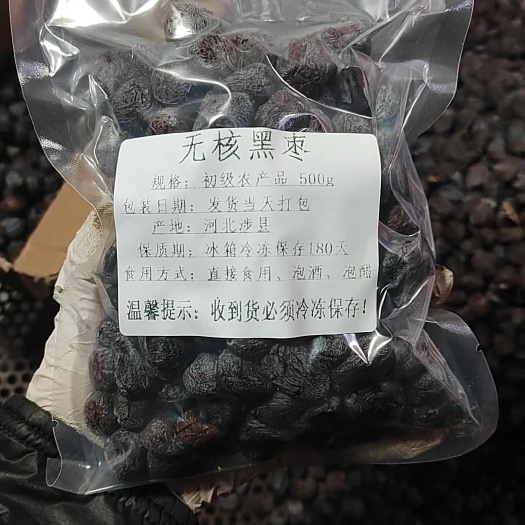 无核黑枣
规格：初级农产品 500g
包装日期：发货当天打包
产地：河北涉县
保质期：冰箱冷冻保存180天
食用方式：直接食用、泡酒、泡醋
温馨提示：收到货必须冷冻保存！